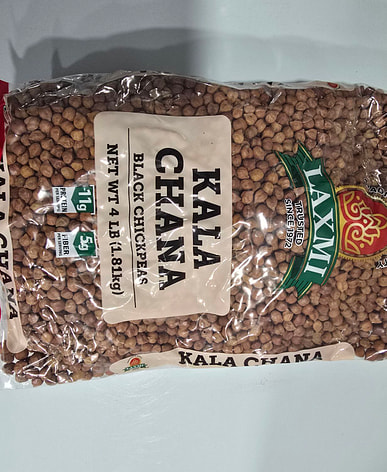 LAXMI
TRUSTED
SINCE 1972
KALA
CHANA
BLACK CHICKPEAS
NET WT 4 LB (1.81kg)
11g
PROTEIN
5g
FIBER
KALA CHANA
KALA CHANA